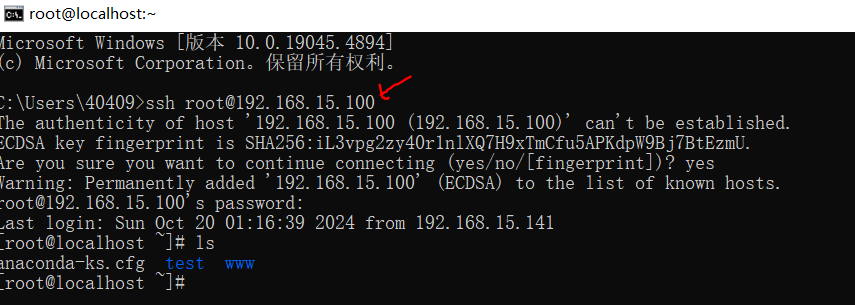 root@localhost:~
Microsoft Windows [版本 10.0.19045.4894]
(c) Microsoft Corporation。保留所有权利。
C:\Users\40409>ssh root@192.168.15.100
The authenticity of host '192.168.15.100 (192.168.15.100)' can't be established.
ECDSA key fingerprint is SHA256:iL3vpg2zy4Or1nlXQ7H9xTmCfu5APKdpW9Bj7BtEzmU.
Are you sure you want to continue connecting (yes/no/[fingerprint])? yes
Warning: Permanently added '192.168.15.100' (ECDSA) to the list of known hosts.
root@192.168.15.100's password:
Last login: Sun Oct 20 01:16:39 2024 from 192.168.15.141
[root@localhost ~]# ls
anaconda-ks.cfg  test  www
[root@localhost ~]#